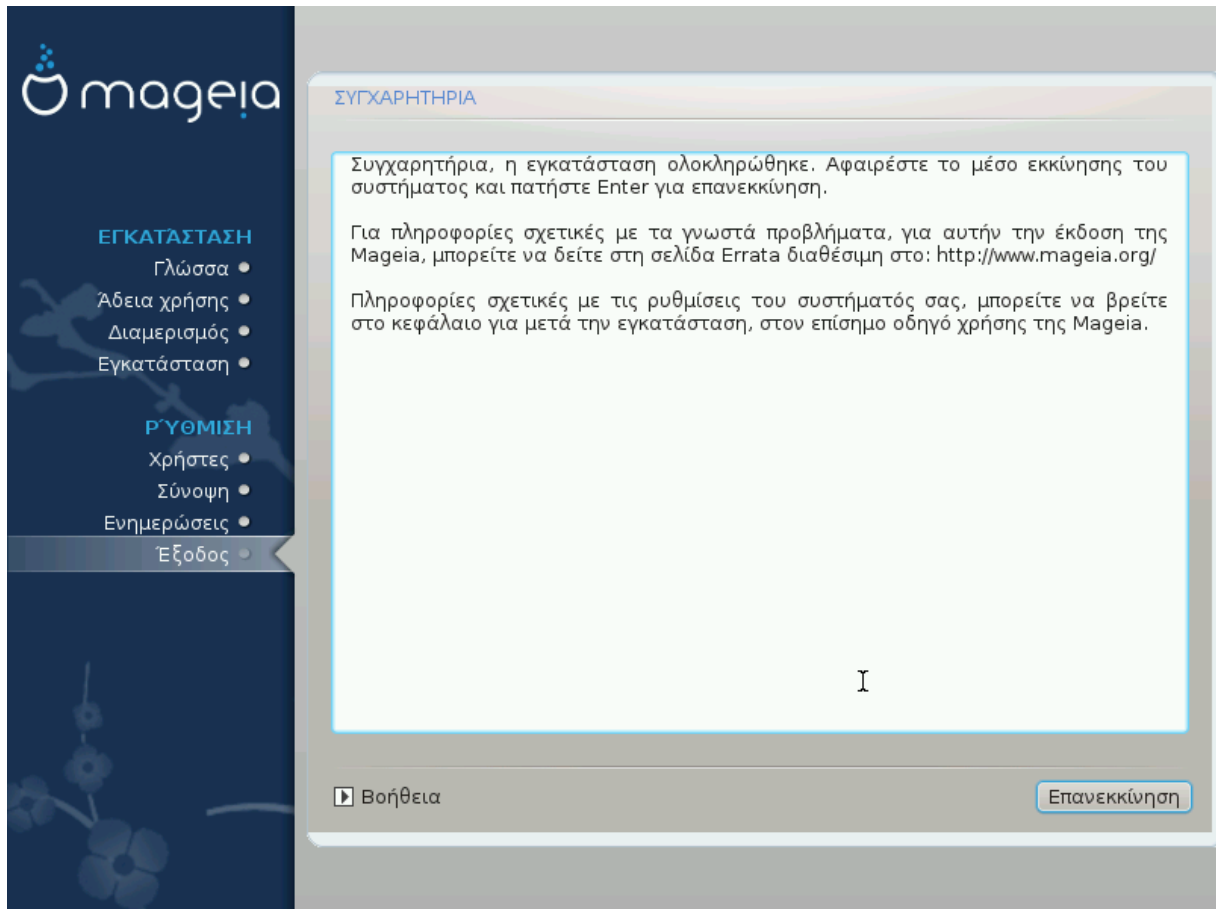 mageia
ΕΓΚΑΤΆΣΤΑΣΗ
Γλώσσα
Άδεια χρήσης
Διαμερισμός
Εγκατάσταση
ΡΎΘΜΙΣΗ
Χρήστες
Σύνοψη
Ενημερώσεις
Έξοδος
ΣΥΓΧΑΡΗΤΗΡΙΑ
Συγχαρητήρια, η εγκατάσταση ολοκληρώθηκε. Αφαιρέστε το μέσο εκκίνησης του
συστήματος και πατήστε Enter για επανεκκίνηση.
Για πληροφορίες σχετικές με τα γνωστά προβλήματα, για αυτήν την έκδοση της
Mageia, μπορείτε να δείτε στη σελίδα Errata διαθέσιμη στο: http://www.mageia.org/
Πληροφορίες σχετικές με τις ρυθμίσεις του συστήματός σας, μπορείτε να βρείτε
στο κεφάλαιο για μετά την εγκατάσταση, στον επίσημο οδηγό χρήσης της Mageia.
Βοήθεια
Επανεκκίνηση